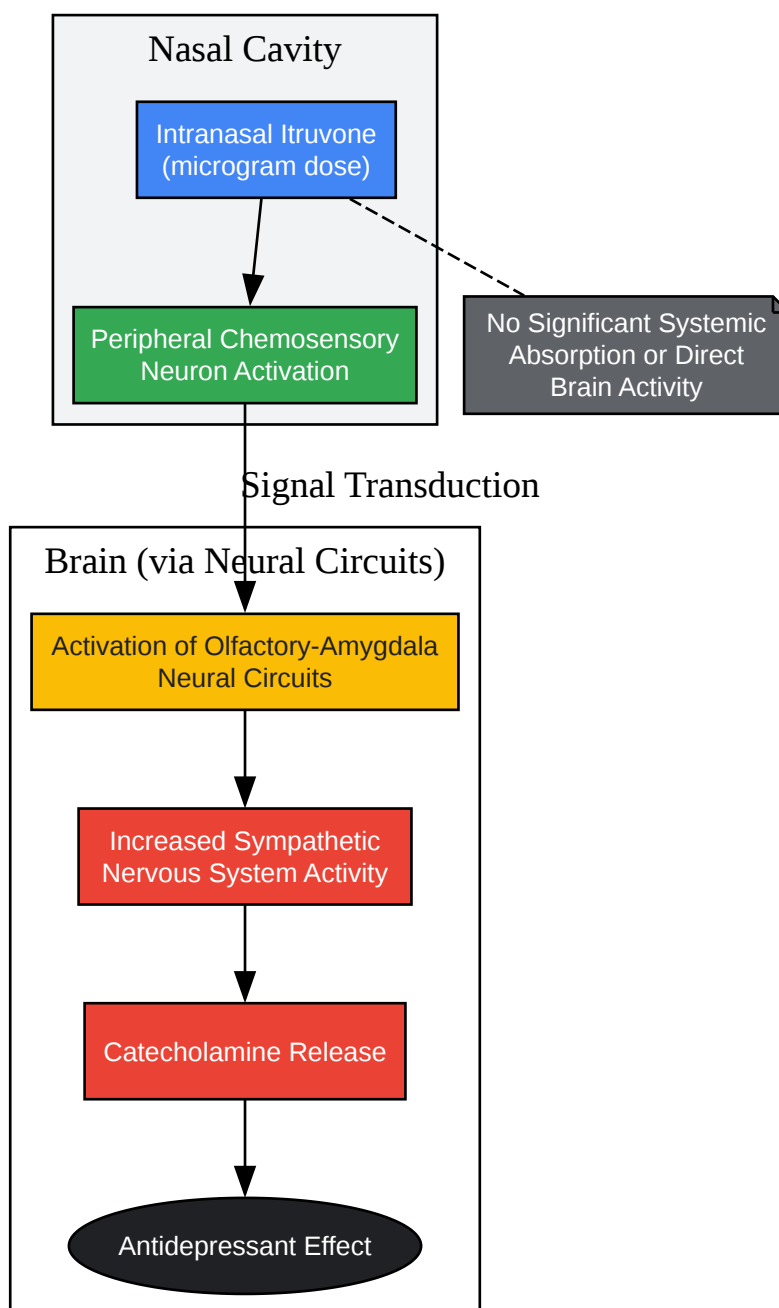 Nasal Cavity
Intranasal Itruvone
(microgram dose)
No Significant Systemic
Absorption or Direct
Brain Activity
Peripheral Chemosensory
Neuron Activation
Signal Transduction
Brain (via Neural Circuits)
Activation of Olfactory-Amygdala
Neural Circuits
Increased Sympathetic
Nervous System Activity
Catecholamine Release
Antidepressant Effect